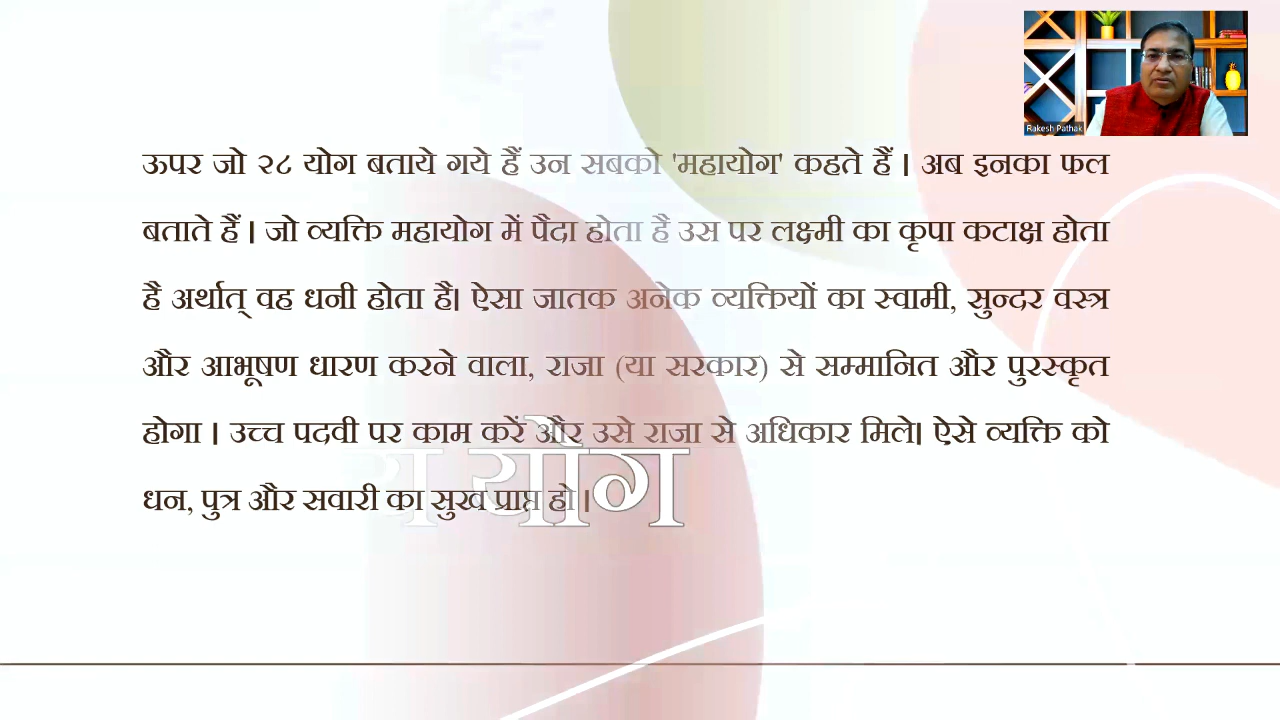 Rakesh Pathak
ऊपर जो २८ योग बताये गये हैं उन सबको 'महायोग' कहते हैं । अब इनका फल
बताते हैं । जो व्यक्ति महायोग में पैदा होता है उस पर लक्ष्मी का कृपा कटाक्ष होता
है अर्थात् वह धनी होता है। ऐसा जातक अनेक व्यक्तियों का स्वामी, सुन्दर वस्त्र
और आभूषण धारण करने वाला, राजा (या सरकार) से सम्मानित और पुरस्कृत
होगा । उच्च पदवी पर काम करें और उसे राजा से अधिकार मिले। ऐसे व्यक्ति को
योग
धन, पुत्र और सवारी का सुख प्राप्त हो ।